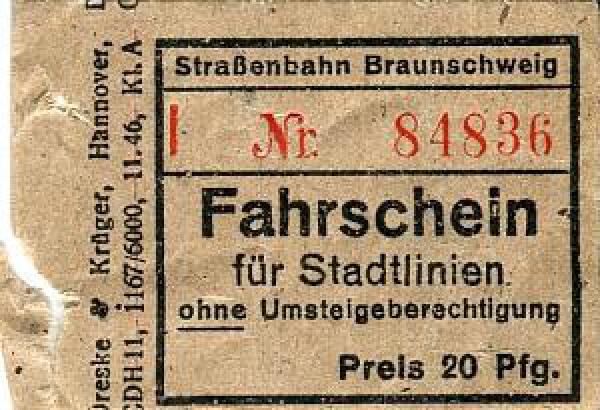 Straßenbahn Braunschweig
I Nr. 84836
Fahrschein
für Stadtlinien
ohne Umsteigeberechtigung
Preis 20 Pfg.
Dreske & Krüger, Hannover,
CDH 11, 1167/6000, 11. 46, Kl. A